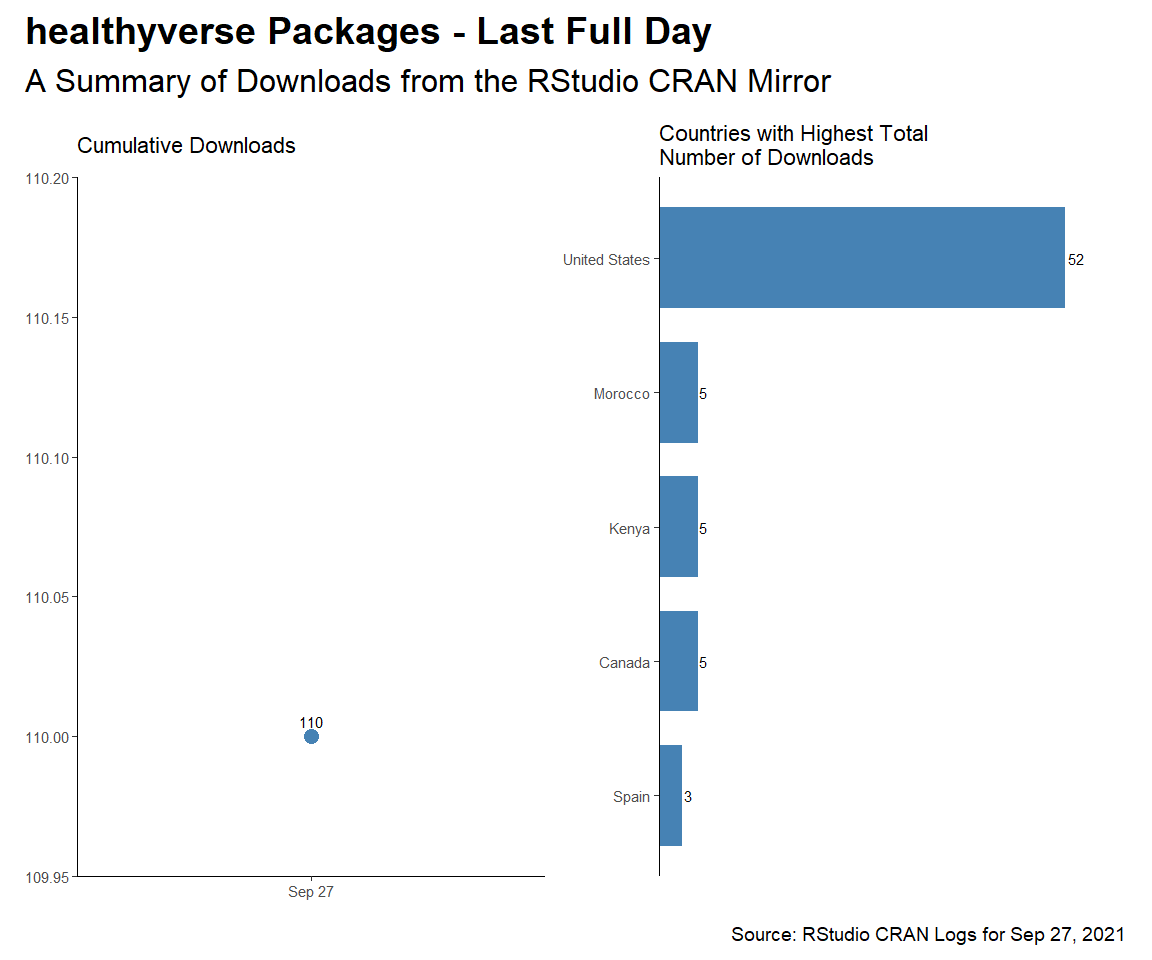 healthyverse Packages - Last Full Day
A Summary of Downloads from the RStudio CRAN Mirror
Cumulative Downloads
110.20
110.15
110.10
110.05
110.00
109.95
110
Sep 27
Countries with Highest Total
Number of Downloads
United States
52
Morocco
5
Kenya
5
Canada
5
Spain
3
Source: RStudio CRAN Logs for Sep 27, 2021